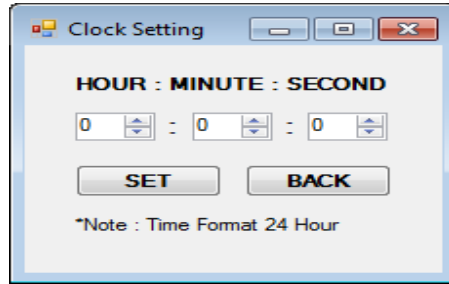 Clock Setting
HOUR : MINUTE : SECOND
0 : 0 : 0
SET BACK
*Note : Time Format 24 Hour